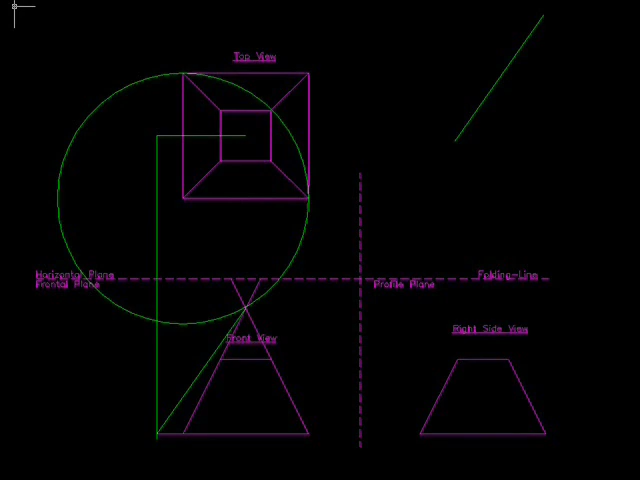 Top View
Horizontal Plane
Folding-Line
Frontal Plane
Profile Plane
Right Side View
Front View